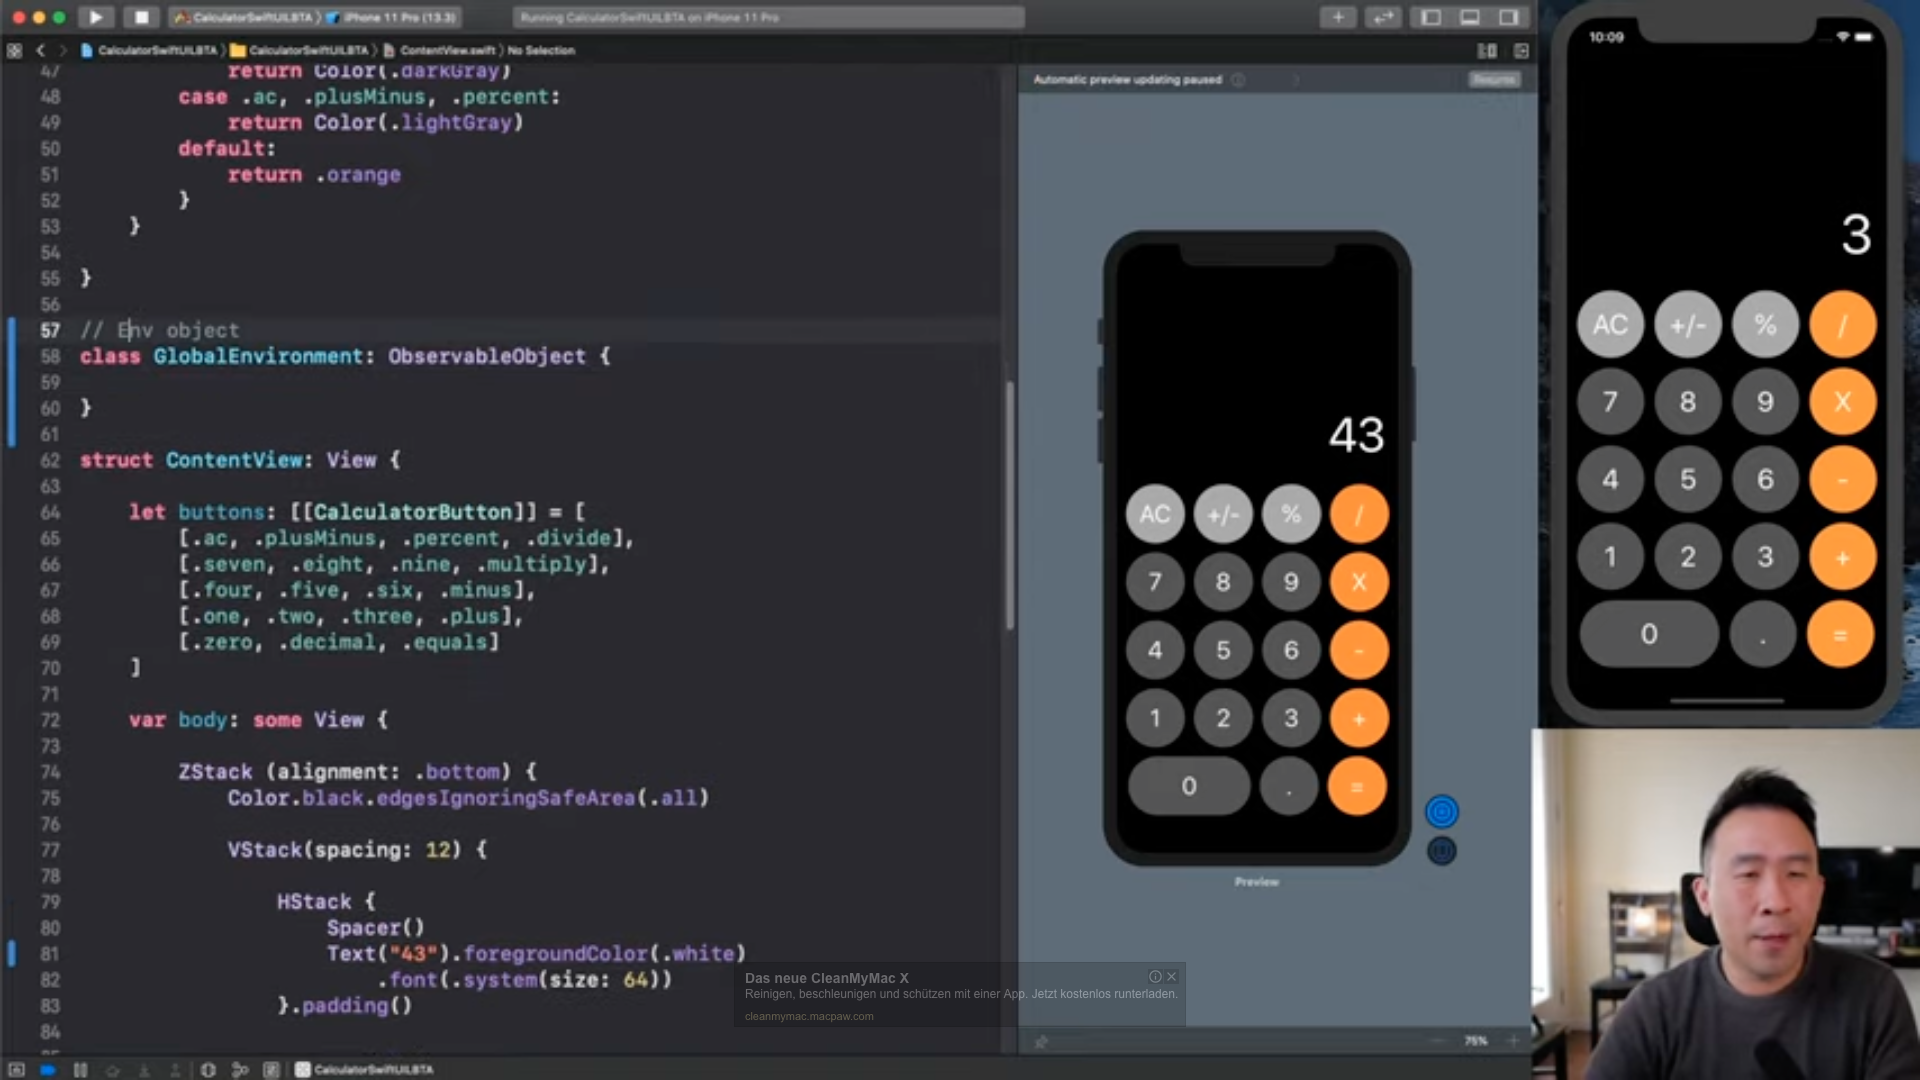 CalculatorSwiftUILBTA
iPhone 11 Pro (13.3)
Running CalculatorSwiftUILBTA on iPhone 11 Pro
CalculatorSwiftUILBTA
CalculatorSwiftUILBTA
ContentView.swift
No Selection
47 return Color(.darkGray)
48 case .ac, .plusMinus, .percent:
49 return Color(.lightGray)
50 default:
51 return .orange
52 }
53 }
54
55 }
56
57 // Env object
58 class GlobalEnvironment: ObservableObject {
59
60 }
61
62 struct ContentView: View {
63
64 let buttons: [[CalculatorButton]] = [
65 [.ac, .plusMinus, .percent, .divide],
66 [.seven, .eight, .nine, .multiply],
67 [.four, .five, .six, .minus],
68 [.one, .two, .three, .plus],
69 [.zero, .decimal, .equals]
70 ]
71
72 var body: some View {
73
74 ZStack (alignment: .bottom) {
75 Color.black.edgesIgnoringSafeArea(.all)
76
77 VStack(spacing: 12) {
78
79 HStack {
80 Spacer()
81 Text("43").foregroundColor(.white)
82 .font(.system(size: 64))
83 }.padding()
84
Das neue CleanMyMac X
Reinigen, beschleunigen und schützen mit einer App. Jetzt kostenlos runterladen.
cleanmymac.macpaw.com
CalculatorSwiftUILBTA
Automatic preview updating paused
Resume
43
AC +/- % /
7 8 9 X
4 5 6 -
1 2 3 +
0 . =
Preview
75%
10:09
3
AC +/- % /
7 8 9 X
4 5 6 -
1 2 3 +
0 . =